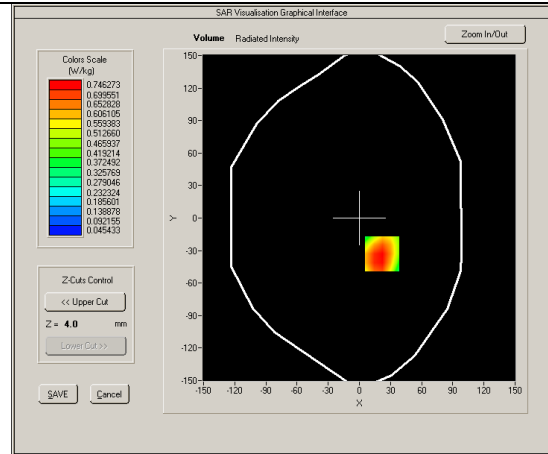 SAR Visualisation Graphical Interface
Volume Radiated Intensity
Zoom In/Out
Colors Scale
(W/kg)
0.746273
0.699551
0.652828
0.606105
0.559383
0.512660
0.465937
0.419214
0.372492
0.325769
0.279046
0.232324
0.185601
0.138878
0.092155
0.045433
Z-Cuts Control
<< Upper Cut
Z = 4.0 mm
Lower Cut >>
SAVE Cancel
150
120
90
60
30
0
-30
-60
-90
-120
-150
Y
-150 -120 -90 -60 -30 0 30 60 90 120 150
X